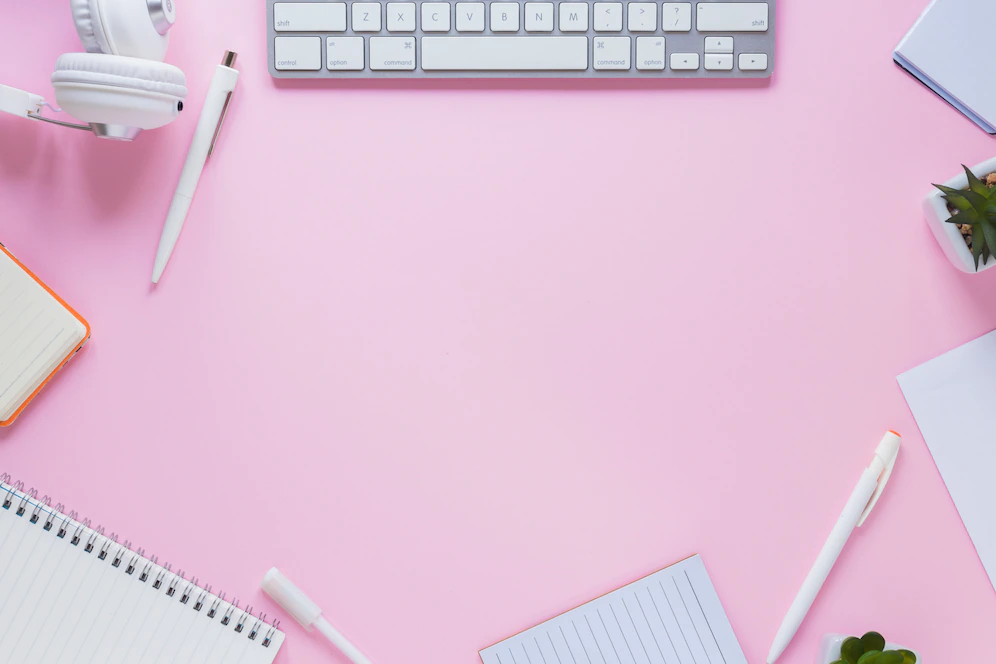 shift Z X C V B N M < , > . ? / shift
control option command command option